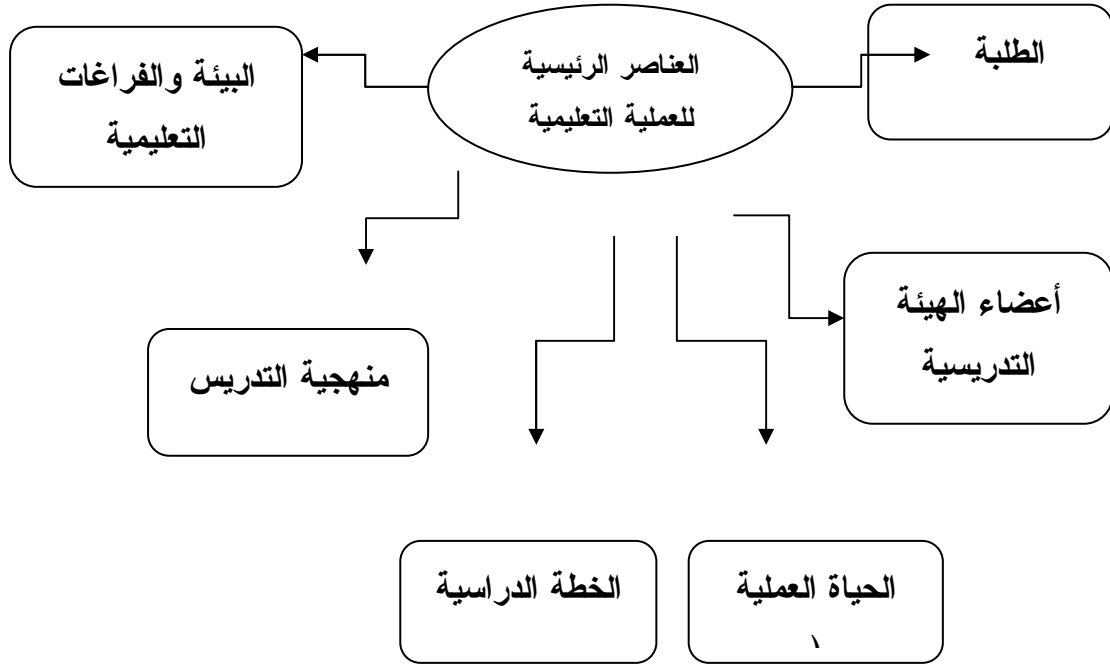 العناصر الرئيسية
للعملية التعليمية
الطلبة
البيئة والفراغات
التعليمية
أعضاء الهيئة
التدريسية
منهجية التدريس
الحياة العملية
١
الخطة الدراسية